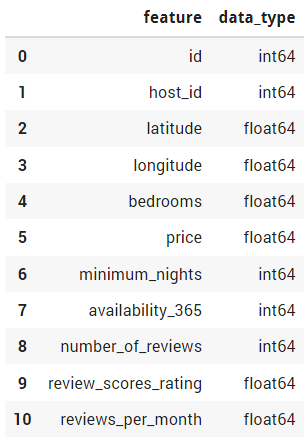 feature data_type
0 id int64
1 host_id int64
2 latitude float64
3 longitude float64
4 bedrooms float64
5 price float64
6 minimum_nights int64
7 availability_365 int64
8 number_of_reviews int64
9 review_scores_rating float64
10 reviews_per_month float64